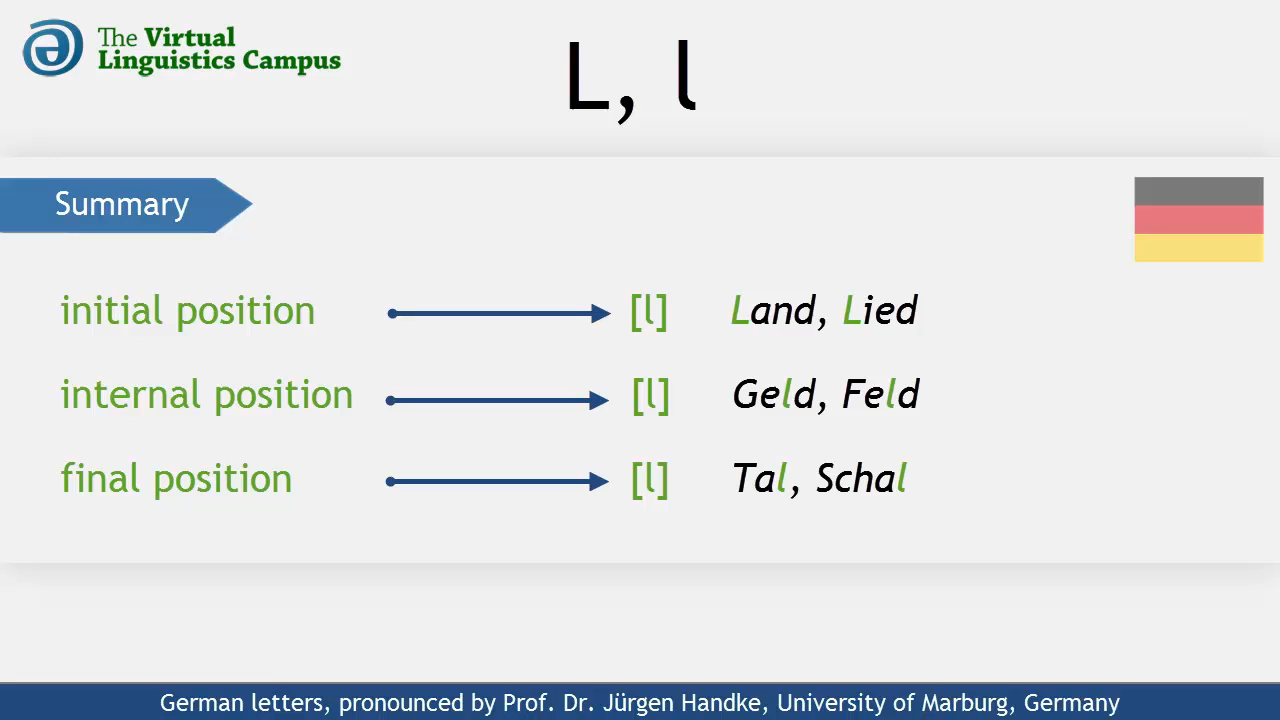 The Virtual
Linguistics Campus
L, l
Summary
initial position [l] Land, Lied
internal position [l] Geld, Feld
final position [l] Tal, Schal
German letters, pronounced by Prof. Dr. Jürgen Handke, University of Marburg, Germany